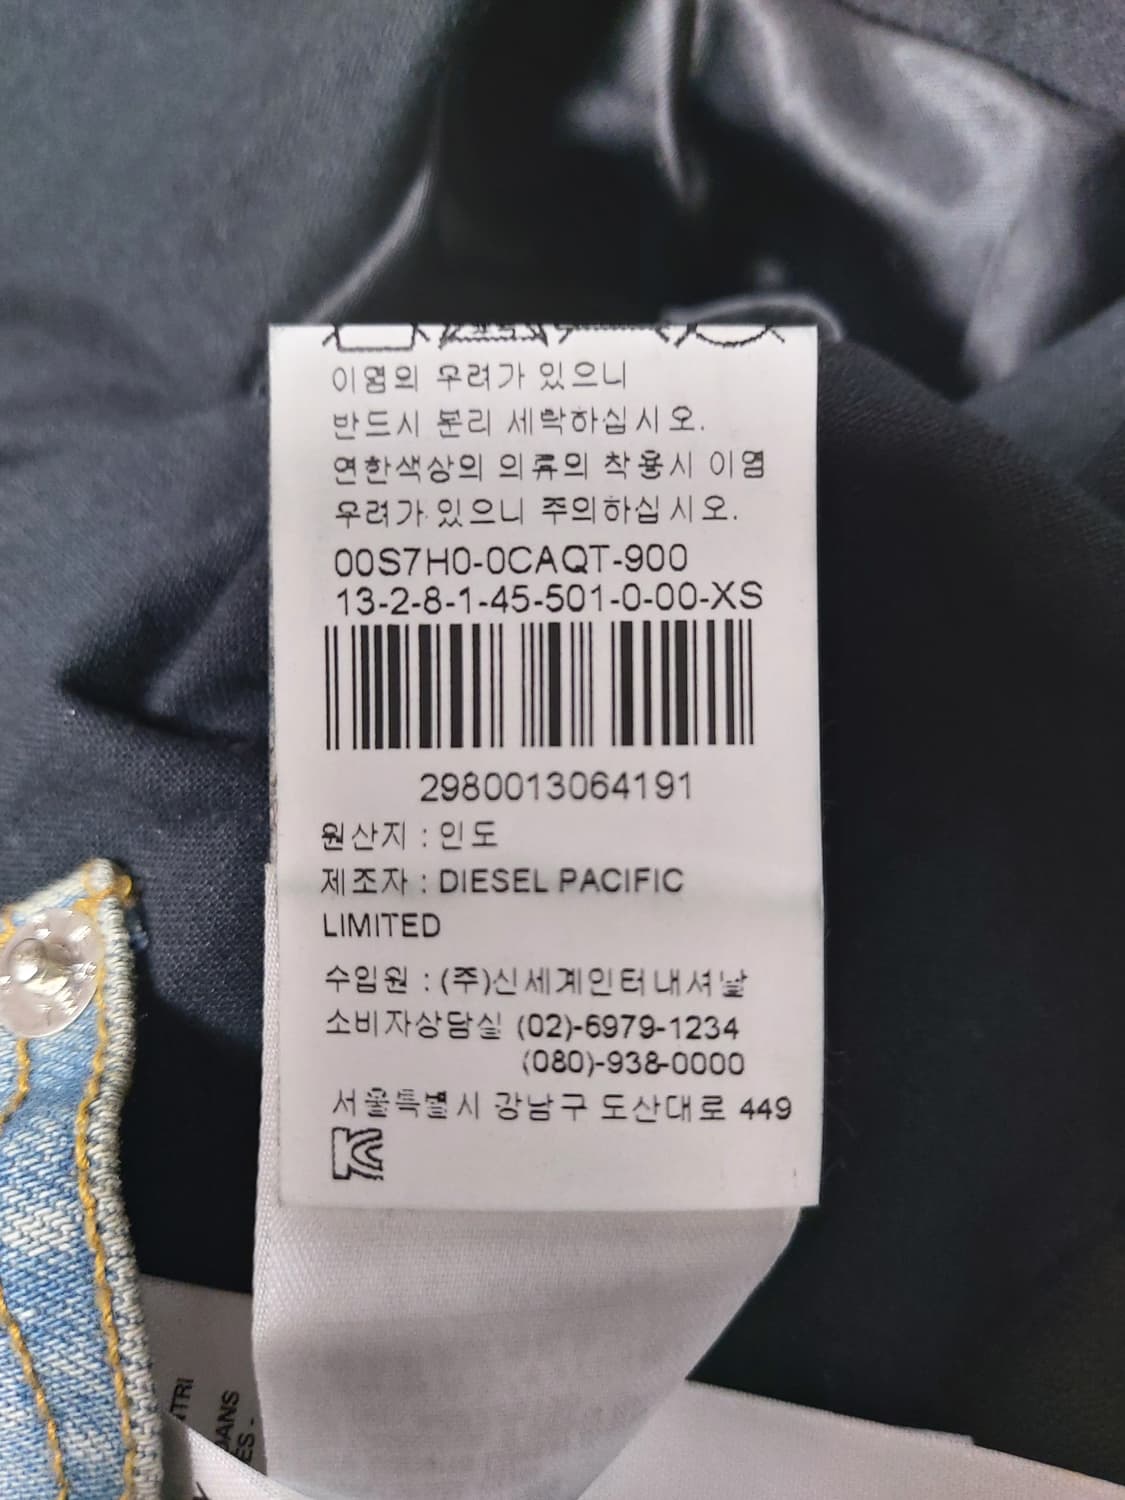 이염의 우려가 있으니
반드시 분리 세탁하십시오.
연한색상의 의류의 착용시 이염
우려가 있으니 주의하십시오.
00S7H0-0CAQT-900
13-2-8-1-45-501-0-00-XS
2980013064191
원산지 : 인도
제조자 : DIESEL PACIFIC
LIMITED
수입원 : (주)신세계인터내셔날
소비자상담실 (02)-6979-1234
(080)-938-0000
서울특별시 강남구 도산대로 449